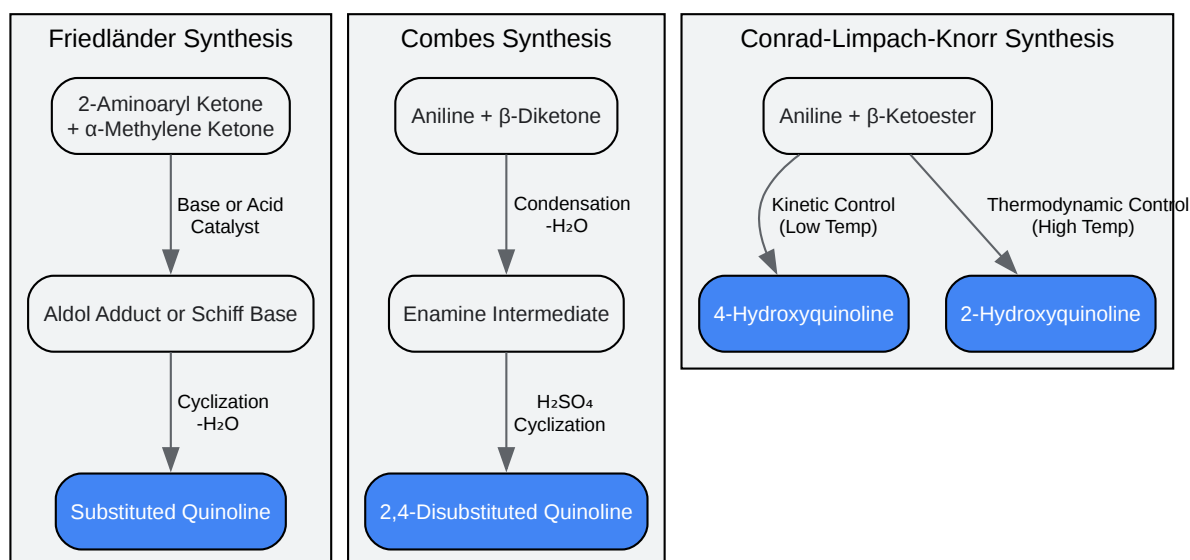 Friedländer Synthesis
2-Aminoaryl Ketone
+ α-Methylene Ketone
Base or Acid
Catalyst
Aldol Adduct or Schiff Base
Cyclization
-H₂O
Substituted Quinoline
Combes Synthesis
Aniline + β-Diketone
Condensation
-H₂O
Enamine Intermediate
H₂SO₄
Cyclization
2,4-Disubstituted Quinoline
Conrad-Limpach-Knorr Synthesis
Aniline + β-Ketoester
Kinetic Control
(Low Temp)
Thermodynamic Control
(High Temp)
4-Hydroxyquinoline
2-Hydroxyquinoline